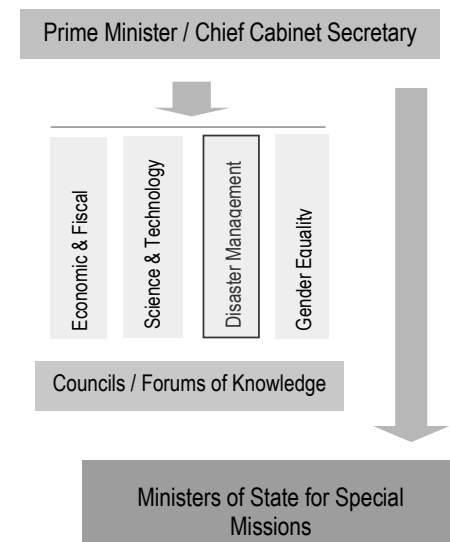 Prime Minister / Chief Cabinet Secretary
Economic & Fiscal
Science & Technology
Disaster Management
Gender Equality
Councils / Forums of Knowledge
Ministers of State for Special
Missions